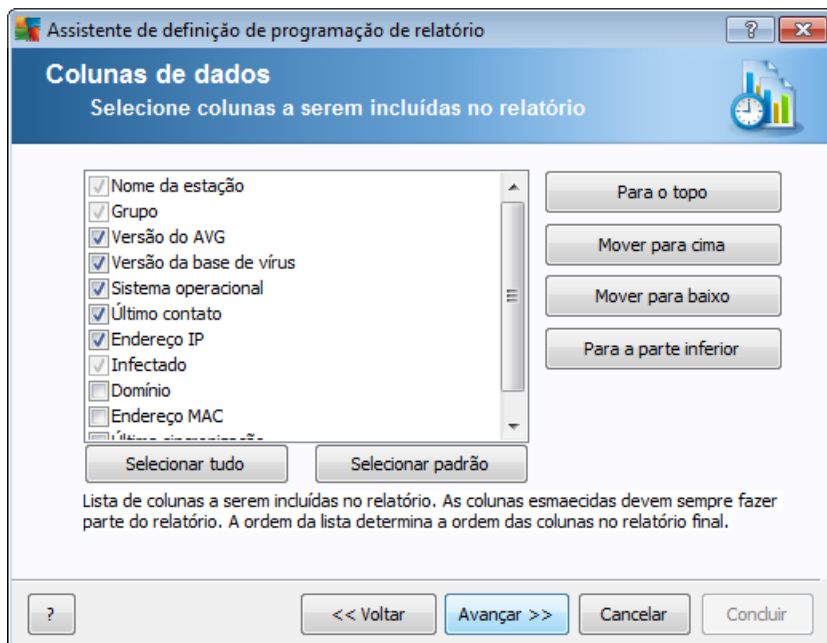 Assistente de definição de programação de relatório
?
Colunas de dados
Selecione colunas a serem incluídas no relatório
Nome da estação
Grupo
Versão do AVG
Versão da base de vírus
Sistema operacional
Último contato
Endereço IP
Infectado
Domínio
Endereço MAC
Última sincronização
Para o topo
Mover para cima
Mover para baixo
Para a parte inferior
Selecionar tudo
Selecionar padrão
Lista de colunas a serem incluídas no relatório. As colunas esmaecidas devem sempre fazer
parte do relatório. A ordem da lista determina a ordem das colunas no relatório final.
?
<< Voltar
Avançar >>
Cancelar
Concluir